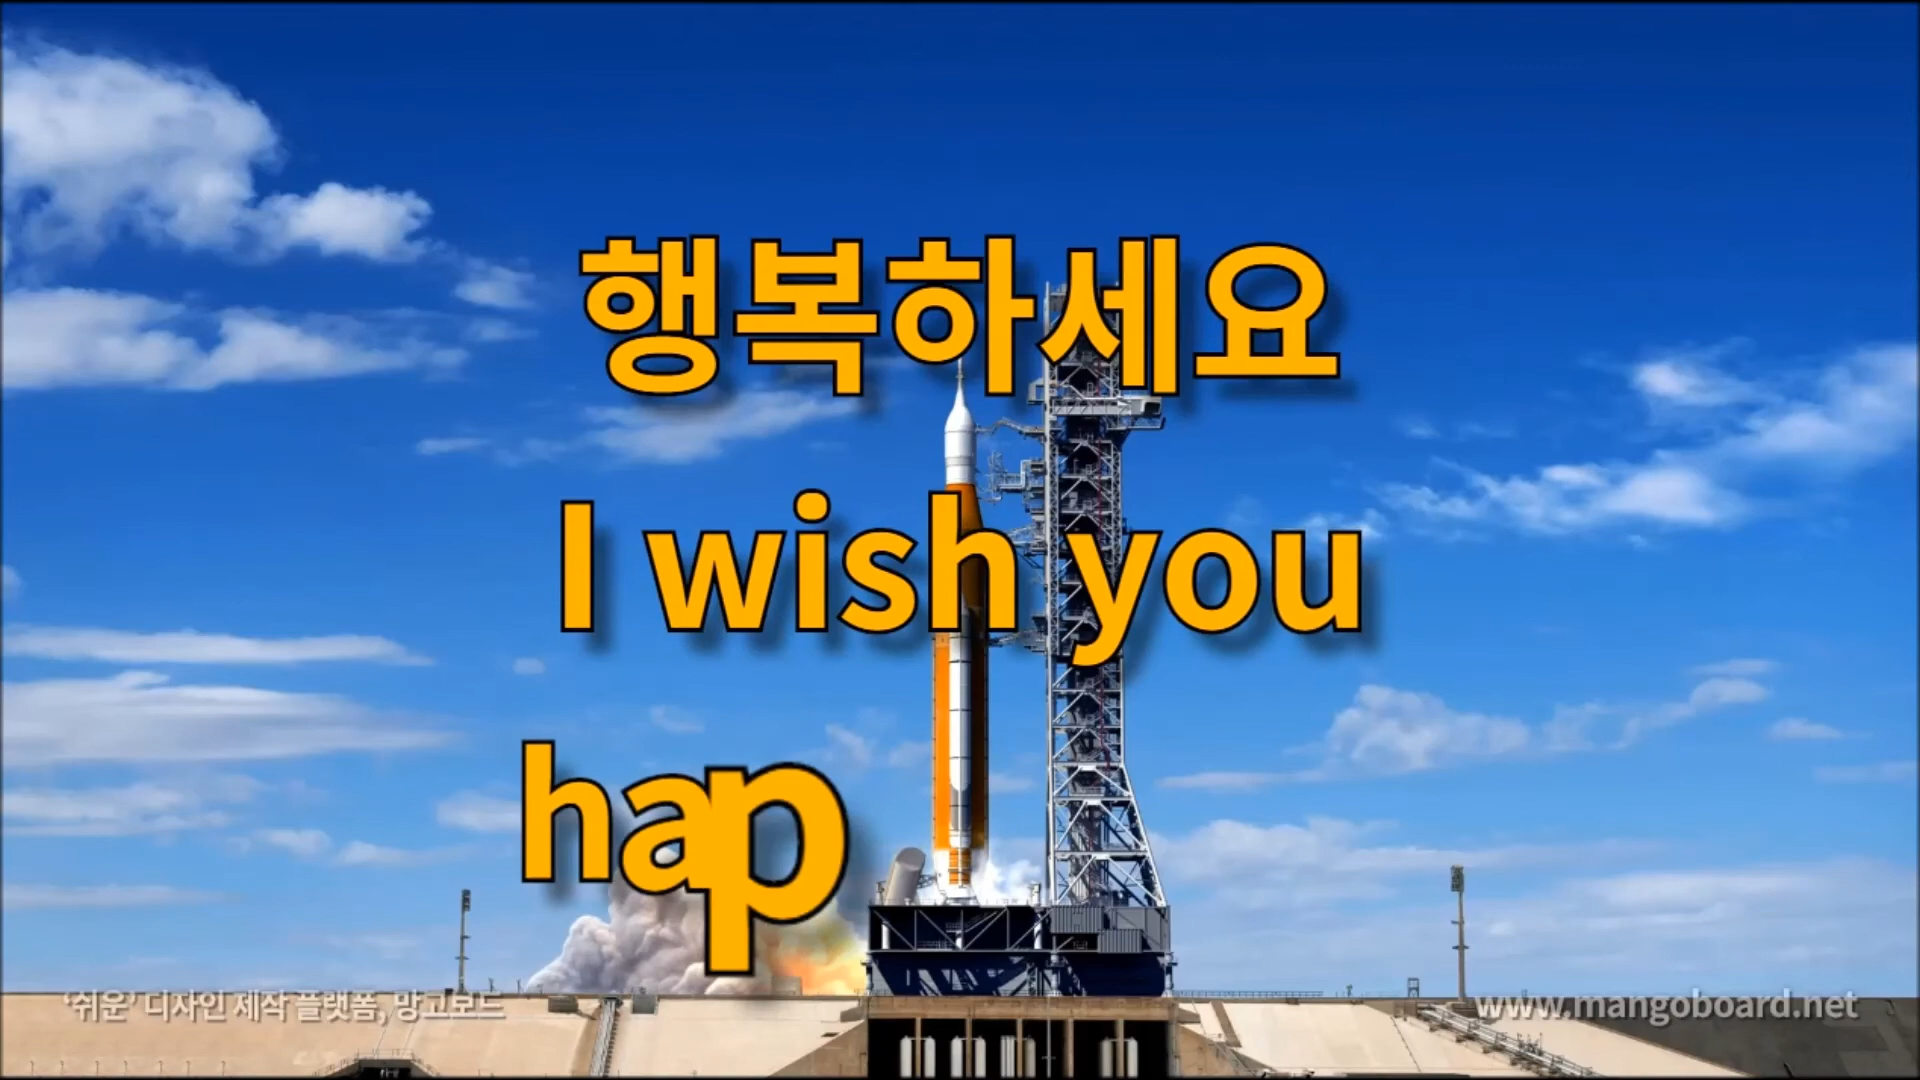 행복하세요
I wish you
hap
‘쉬운’ 디자인 제작 플랫폼, 망고보드
www.mangoboard.net